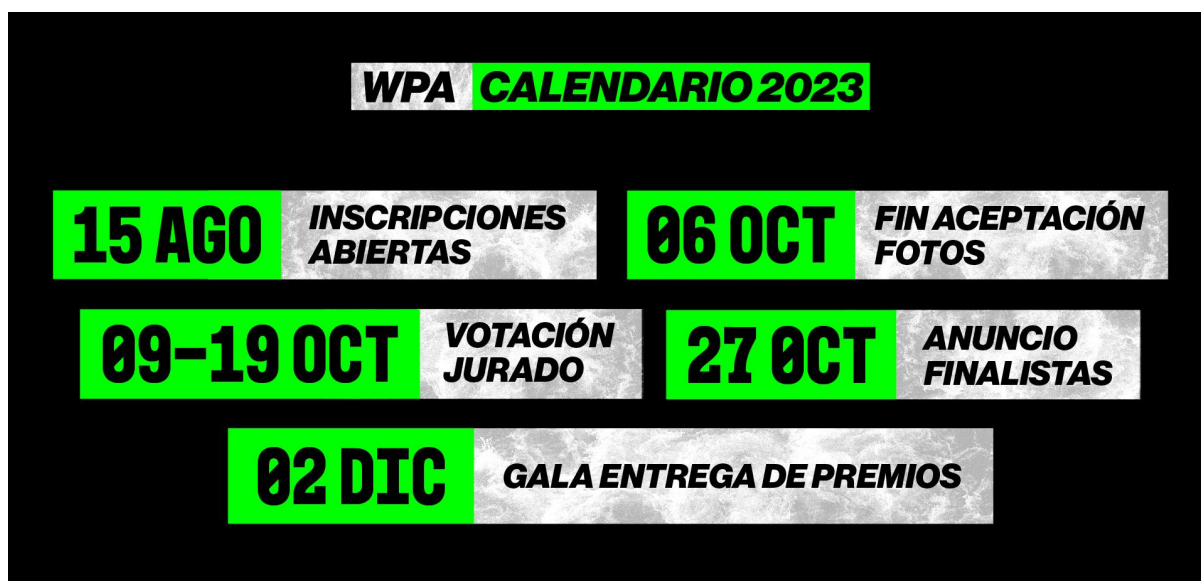 WPA CALENDARIO 2023
15 AGO
INSCRIPCIONES
ABIERTAS
06 OCT
FIN ACEPTACIÓN
FOTOS
09–19 OCT
VOTACIÓN
JURADO
27 OCT
ANUNCIO
FINALISTAS
02 DIC
GALA ENTREGA DE PREMIOS